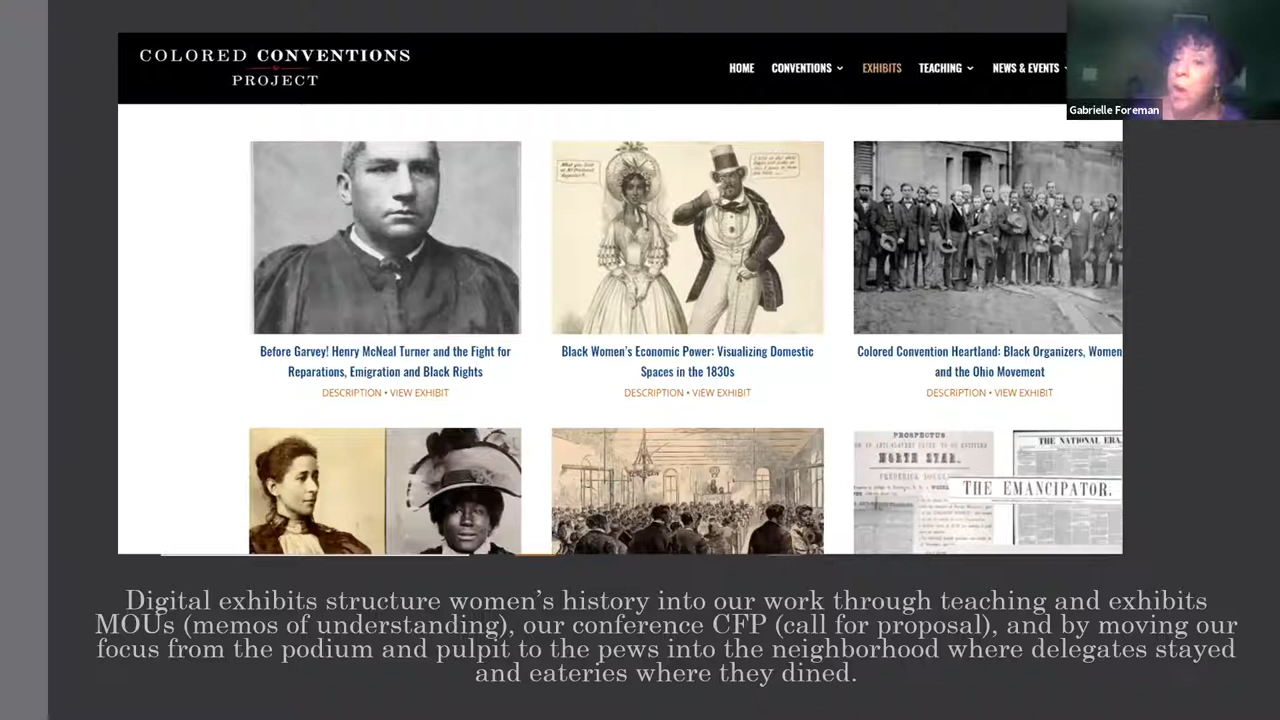 COLORED CONVENTIONS
PROJECT
HOME
CONVENTIONS
EXHIBITS
TEACHING
NEWS & EVENTS
Gabrielle Foreman
Before Garvey! Henry McNeal Turner and the Fight for
Reparations, Emigration and Black Rights
DESCRIPTION • VIEW EXHIBIT
Black Women's Economic Power: Visualizing Domestic
Spaces in the 1830s
DESCRIPTION • VIEW EXHIBIT
Colored Convention Heartland: Black Organizers, Women
and the Ohio Movement
DESCRIPTION • VIEW EXHIBIT
PROSPECTUS
NORTH STAR.
THE NATIONAL ERA
THE EMANCIPATOR.
Digital exhibits structure women's history into our work through teaching and exhibits
MOUs (memos of understanding), our conference CFP (call for proposal), and by moving our
focus from the podium and pulpit to the pews into the neighborhood where delegates stayed
and eateries where they dined.